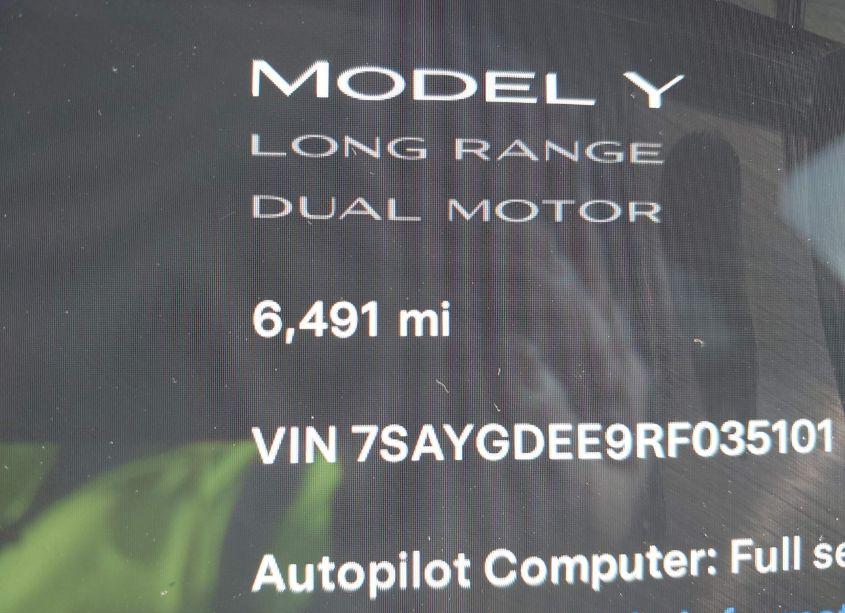 MODEL Y
LONG RANGE
DUAL MOTOR
6,491 mi
VIN 7SAYGDEE9RF035101
Autopilot Computer: Full se